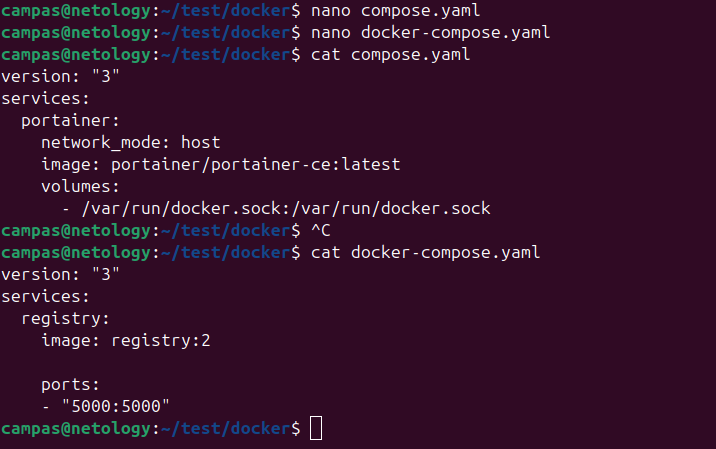 campas@netology:~/test/docker$ nano compose.yaml
campas@netology:~/test/docker$ nano docker-compose.yaml
campas@netology:~/test/docker$ cat compose.yaml
version: "3"
services:
  portainer:
    network_mode: host
    image: portainer/portainer-ce:latest
    volumes:
      - /var/run/docker.sock:/var/run/docker.sock
campas@netology:~/test/docker$ ^C
campas@netology:~/test/docker$ cat docker-compose.yaml
version: "3"
services:
  registry:
    image: registry:2

    ports:
    - "5000:5000"
campas@netology:~/test/docker$